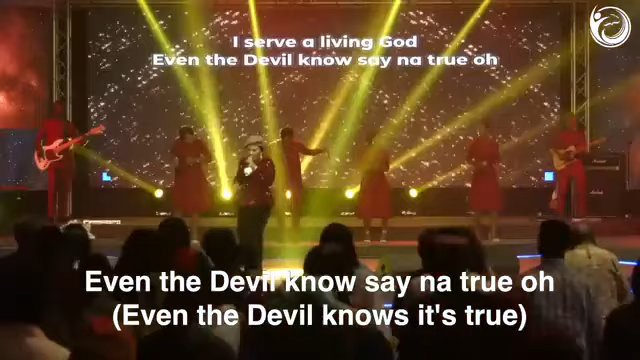 I serve a living God
Even the Devil know say na true oh
Even the Devil know say na true oh
(Even the Devil knows it's true)